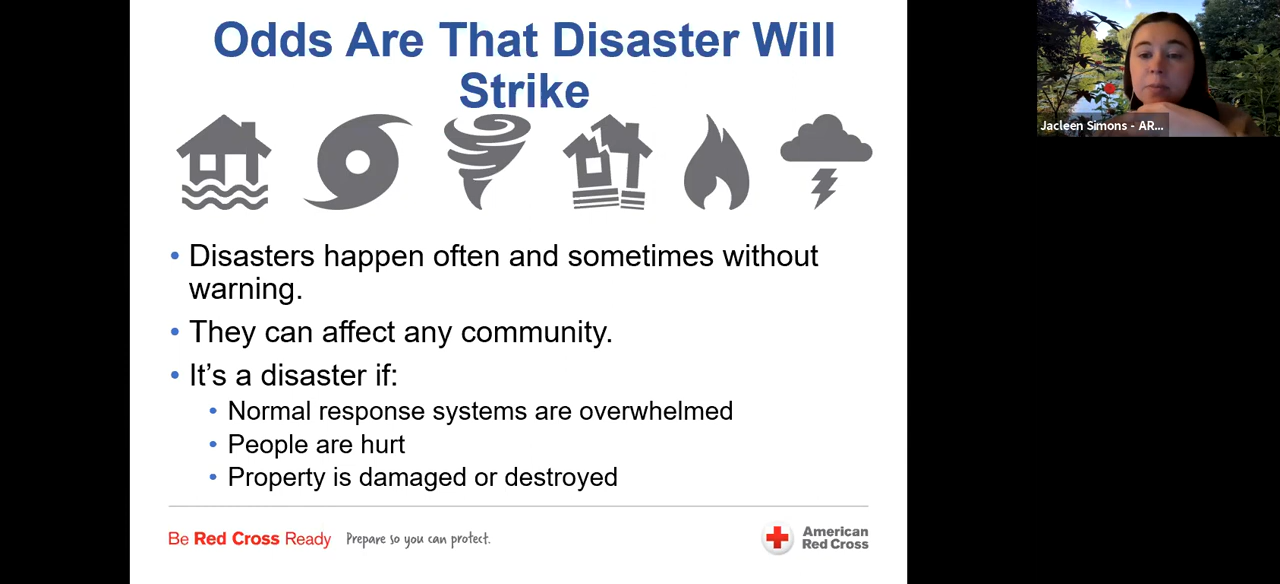 Odds Are That Disaster Will
Strike
Jacleen Simons - AR...
• Disasters happen often and sometimes without
warning.
• They can affect any community.
• It's a disaster if:
• Normal response systems are overwhelmed
• People are hurt
• Property is damaged or destroyed
Be Red Cross Ready Prepare so you can protect.
American
Red Cross